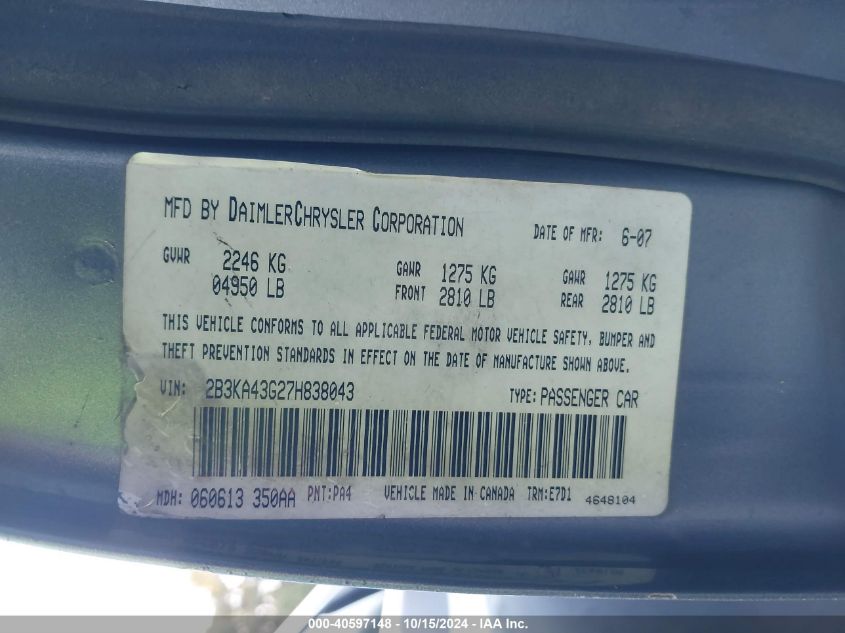 MFD BY DAIMLERCHRYSLER CORPORATION DATE OF MFR: 6-07
GVWR 2246 KG GAWR 1275 KG GAWR 1275 KG
04950 LB FRONT 2810 LB REAR 2810 LB
THIS VEHICLE CONFORMS TO ALL APPLICABLE FEDERAL MOTOR VEHICLE SAFETY, BUMPER AND
THEFT PREVENTION STANDARDS IN EFFECT ON THE DATE OF MANUFACTURE SHOWN ABOVE.
VIN: 2B3KA43G27H838043 TYPE: PASSENGER CAR
MDH: 060613 350AA PNT:PA4 VEHICLE MADE IN CANADA TRM:E7D1 4648104
000-40597148 - 10/15/2024 - IAAI Inc.